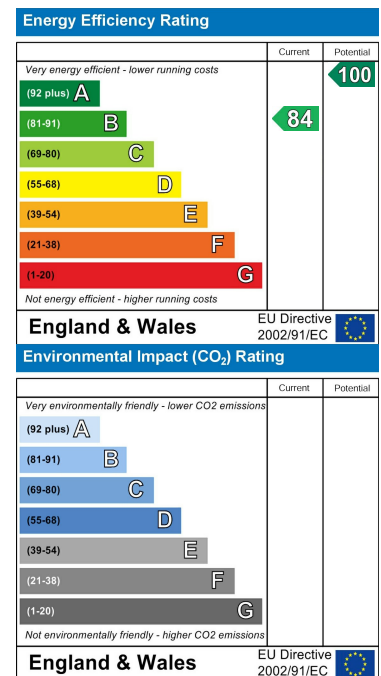 Energy Efficiency Rating
Current Potential
Very energy efficient - lower running costs
100
(92 plus) A
(81-91) B 84
(69-80) C
(55-68) D
(39-54) E
(21-38) F
(1-20) G
Not energy efficient - higher running costs
England & Wales
EU Directive
2002/91/EC
Environmental Impact (CO₂) Rating
Current Potential
Very environmentally friendly - lower CO2 emissions
(92 plus) A
(81-91) B
(69-80) C
(55-68) D
(39-54) E
(21-38) F
(1-20) G
Not environmentally friendly - higher CO2 emissions
England & Wales
EU Directive
2002/91/EC